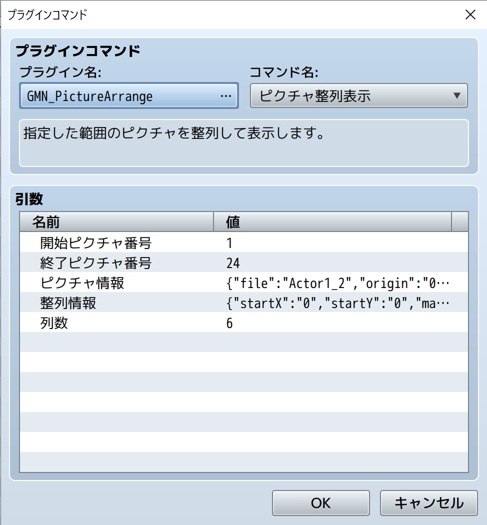 プラグインコマンド
プラグインコマンド
プラグイン名:
コマンド名:
GMN_PictureArrange …
ピクチャ整列表示
指定した範囲のピクチャを整列して表示します。
引数
名前 値
開始ピクチャ番号 1
終了ピクチャ番号 24
ピクチャ情報 {"file":"Actor1_2","origin":"0…
整列情報 {"startX":"0","startY":"0","ma…
列数 6
OK キャンセル